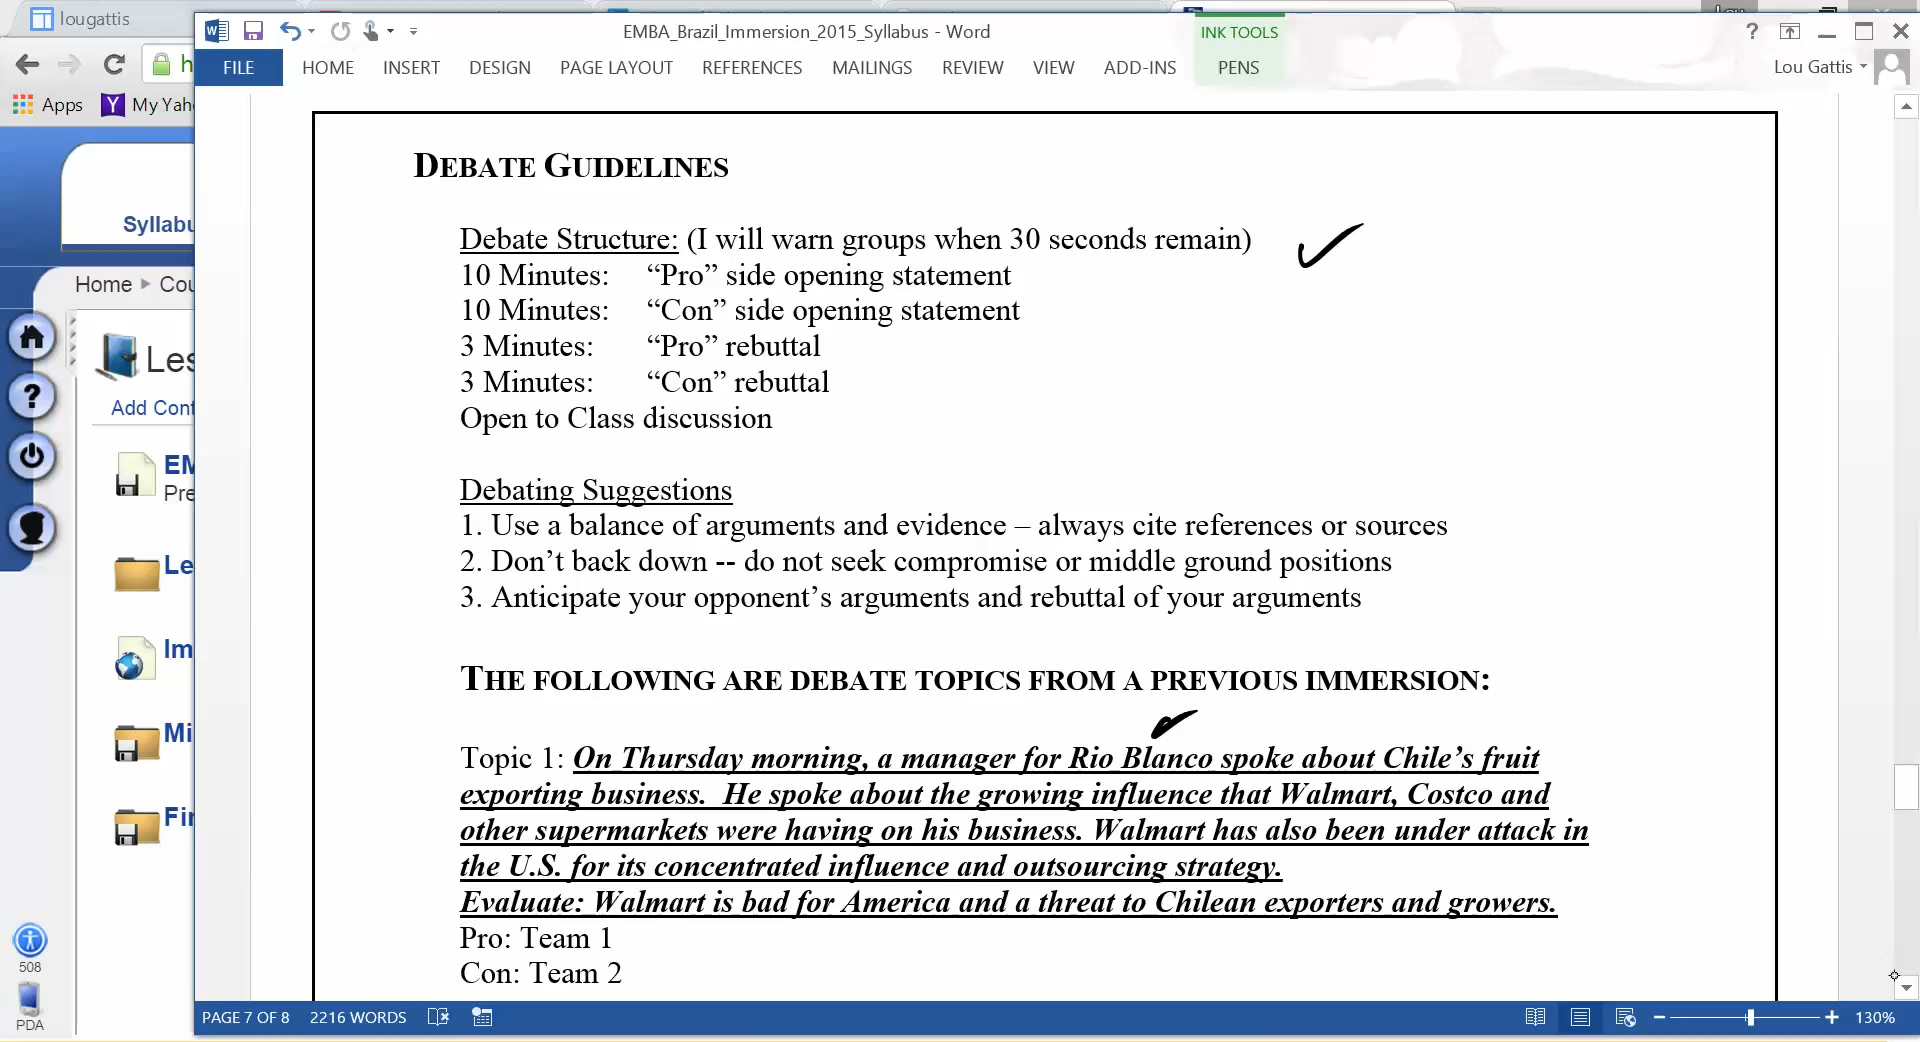 lougattis
EMBA_Brazil_Immersion_2015_Syllabus - Word
INK TOOLS
?
FILE HOME INSERT DESIGN PAGE LAYOUT REFERENCES MAILINGS REVIEW VIEW ADD-INS PENS
Lou Gattis
Apps
My Yah
Syllabu
Home
Cou
Les
Add Cont
EM
Pre
Le
Im
Mi
Fir
508
PDA
DEBATE GUIDELINES
Debate Structure: (I will warn groups when 30 seconds remain)
10 Minutes: “Pro” side opening statement
10 Minutes: “Con” side opening statement
3 Minutes: “Pro” rebuttal
3 Minutes: “Con” rebuttal
Open to Class discussion
Debating Suggestions
1. Use a balance of arguments and evidence – always cite references or sources
2. Don’t back down -- do not seek compromise or middle ground positions
3. Anticipate your opponent’s arguments and rebuttal of your arguments
THE FOLLOWING ARE DEBATE TOPICS FROM A PREVIOUS IMMERSION:
Topic 1: On Thursday morning, a manager for Rio Blanco spoke about Chile’s fruit
exporting business.  He spoke about the growing influence that Walmart, Costco and
other supermarkets were having on his business. Walmart has also been under attack in
the U.S. for its concentrated influence and outsourcing strategy.
Evaluate: Walmart is bad for America and a threat to Chilean exporters and growers.
Pro: Team 1
Con: Team 2
PAGE 7 OF 8 2216 WORDS
130%